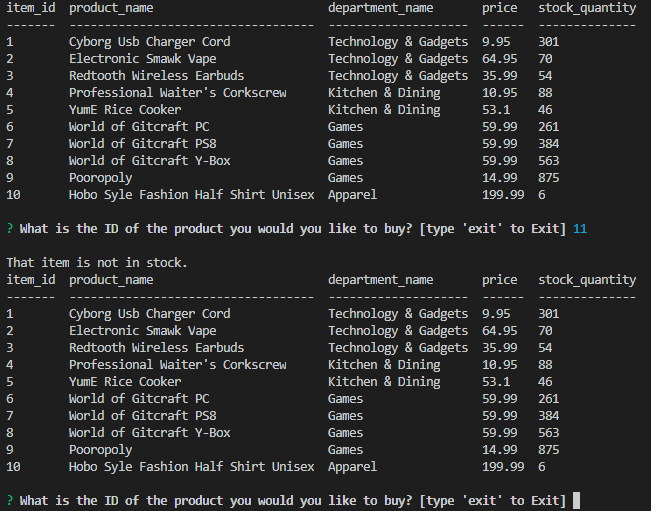 item_id  product_name                         department_name       price   stock_quantity
-------  -----------------------------------  --------------------  ------  --------------
1        Cyborg Usb Charger Cord              Technology & Gadgets  9.95    301
2        Electronic Smawk Vape                Technology & Gadgets  64.95   70
3        Redtooth Wireless Earbuds            Technology & Gadgets  35.99   54
4        Professional Waiter's Corkscrew      Kitchen & Dining      10.95   88
5        YumE Rice Cooker                     Kitchen & Dining      53.1    46
6        World of Gitcraft PC                 Games                 59.99   261
7        World of Gitcraft PS8                Games                 59.99   384
8        World of Gitcraft Y-Box              Games                 59.99   563
9        Pooropoly                            Games                 14.99   875
10       Hobo Syle Fashion Half Shirt Unisex  Apparel               199.99  6
? What is the ID of the product you would you like to buy? [type 'exit' to Exit] 11
That item is not in stock.
item_id  product_name                         department_name       price   stock_quantity
-------  -----------------------------------  --------------------  ------  --------------
1        Cyborg Usb Charger Cord              Technology & Gadgets  9.95    301
2        Electronic Smawk Vape                Technology & Gadgets  64.95   70
3        Redtooth Wireless Earbuds            Technology & Gadgets  35.99   54
4        Professional Waiter's Corkscrew      Kitchen & Dining      10.95   88
5        YumE Rice Cooker                     Kitchen & Dining      53.1    46
6        World of Gitcraft PC                 Games                 59.99   261
7        World of Gitcraft PS8                Games                 59.99   384
8        World of Gitcraft Y-Box              Games                 59.99   563
9        Pooropoly                            Games                 14.99   875
10       Hobo Syle Fashion Half Shirt Unisex  Apparel               199.99  6
? What is the ID of the product you would you like to buy? [type 'exit' to Exit]